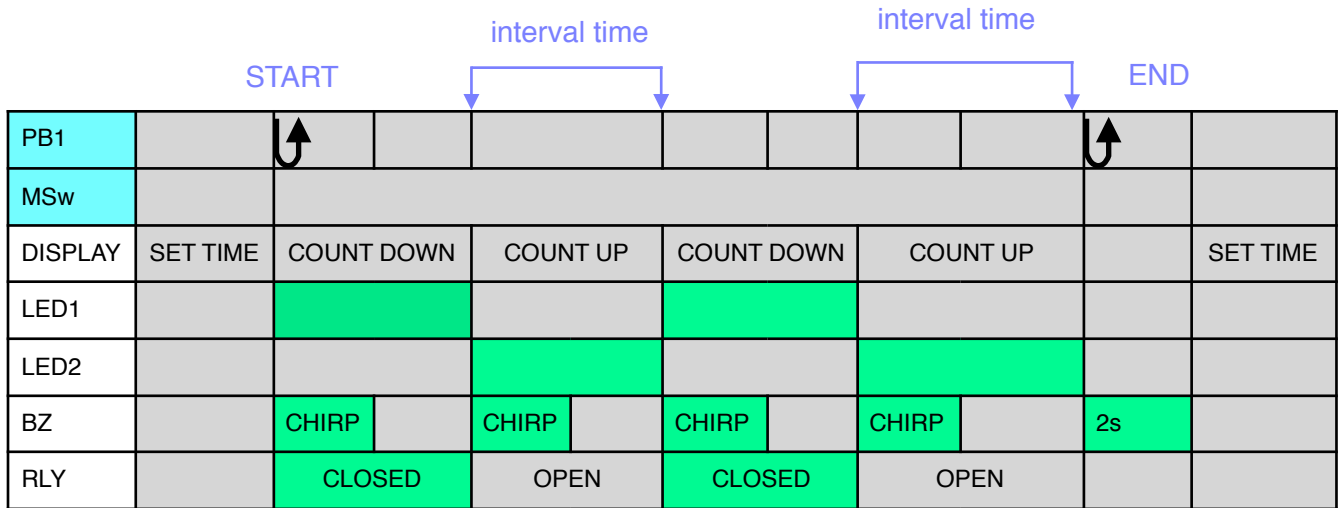 interval time
interval time
START
END
PB1
MSw
DISPLAY SET TIME COUNT DOWN COUNT UP COUNT DOWN COUNT UP SET TIME
LED1
LED2
BZ CHIRP CHIRP CHIRP CHIRP 2s
RLY CLOSED OPEN CLOSED OPEN